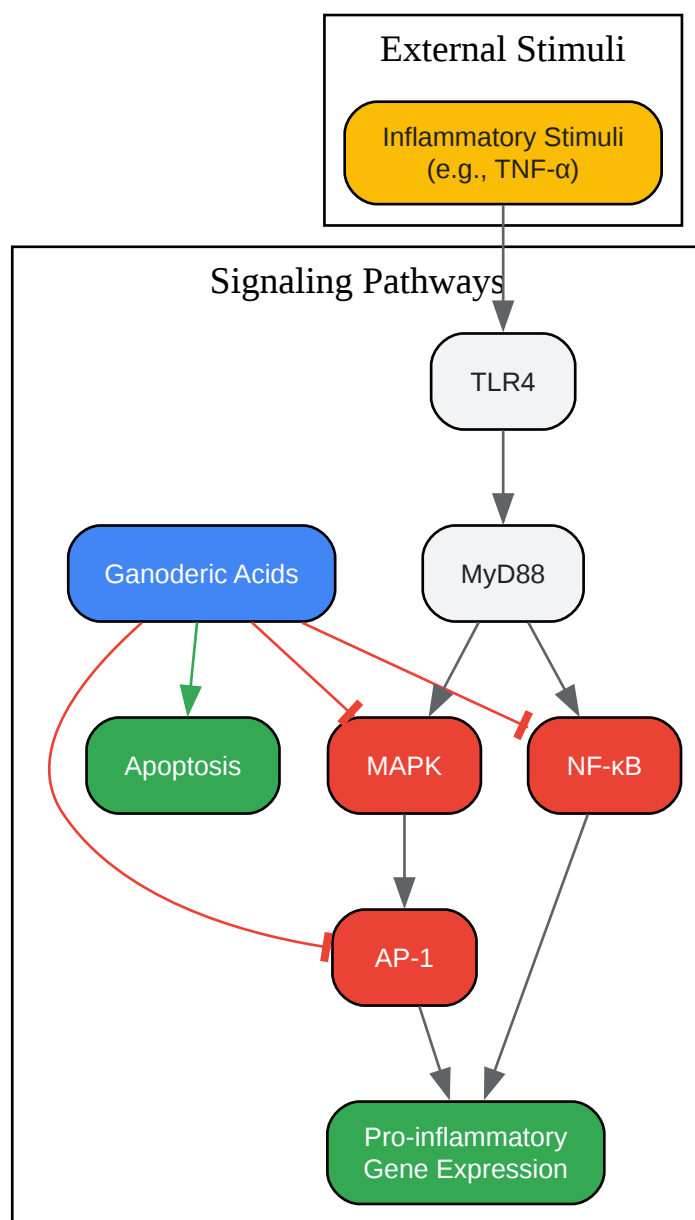 External Stimuli
Inflammatory Stimuli
(e.g., TNF-α)
Signaling Pathways
TLR4
Ganoderic Acids
MyD88
Apoptosis
MAPK
NF-κB
AP-1
Pro-inflammatory
Gene Expression